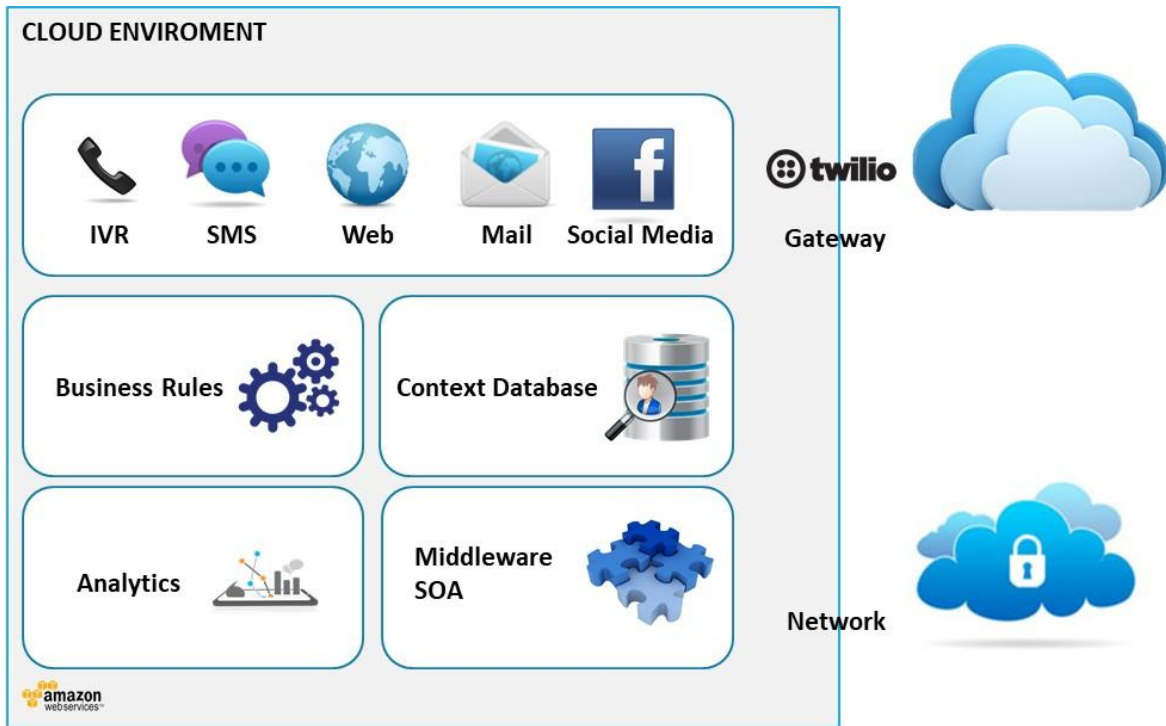 CLOUD ENVIROMENT
IVR
SMS
Web
Mail
Social Media
twilio
Gateway
Business Rules
Context Database
Analytics
Middleware
SOA
Network
amazon
webservices™